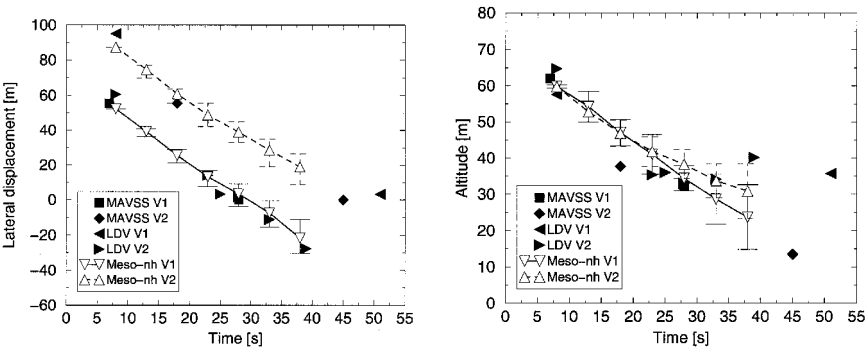 100
80
60
40
20
0
−20
−40
−60
Lateral displacement [m]
MAVSS V1
MAVSS V2
LDV V1
LDV V2
Meso−nh V1
Meso−nh V2
0 5 10 15 20 25 30 35 40 45 50 55
Time [s]
80
70
60
50
40
30
20
10
0
Altitude [m]
MAVSS V1
MAVSS V2
LDV V1
LDV V2
Meso−nh V1
Meso−nh V2
0 5 10 15 20 25 30 35 40 45 50 55
Time [s]